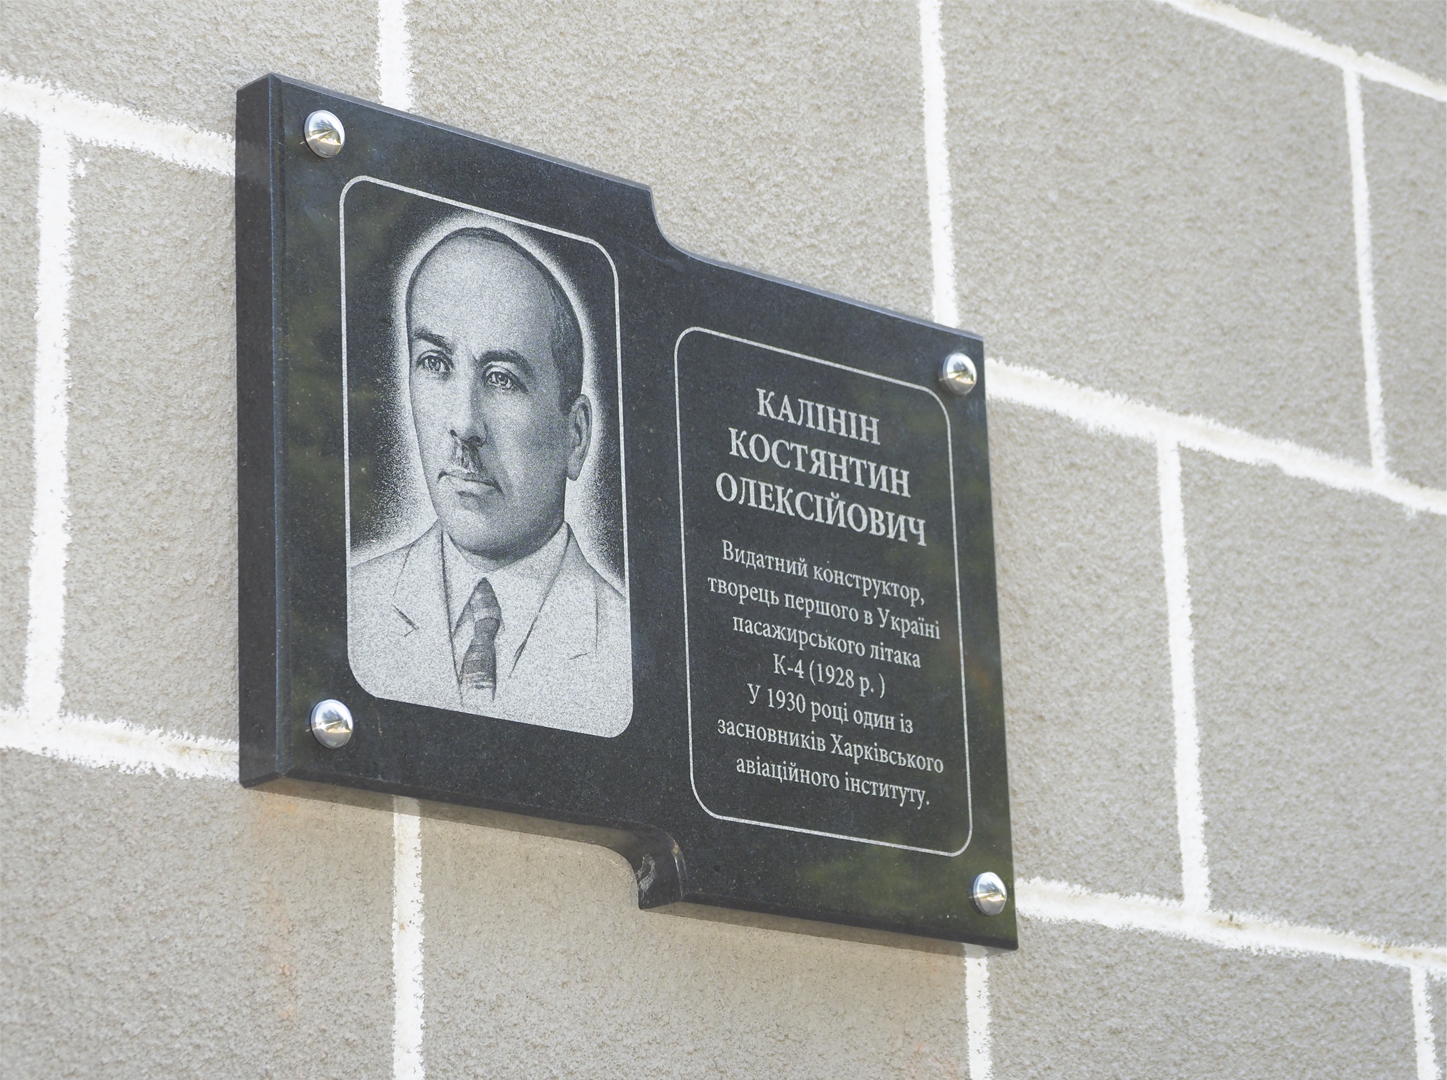 КАЛІНІН
КОСТЯНТИН
ОЛЕКСІЙОВИЧ
Видатний конструктор,
творець першого в Україні
пасажирського літака
К-4 (1928 р. )
У 1930 році один із
засновників Харківського
авіаційного інституту.